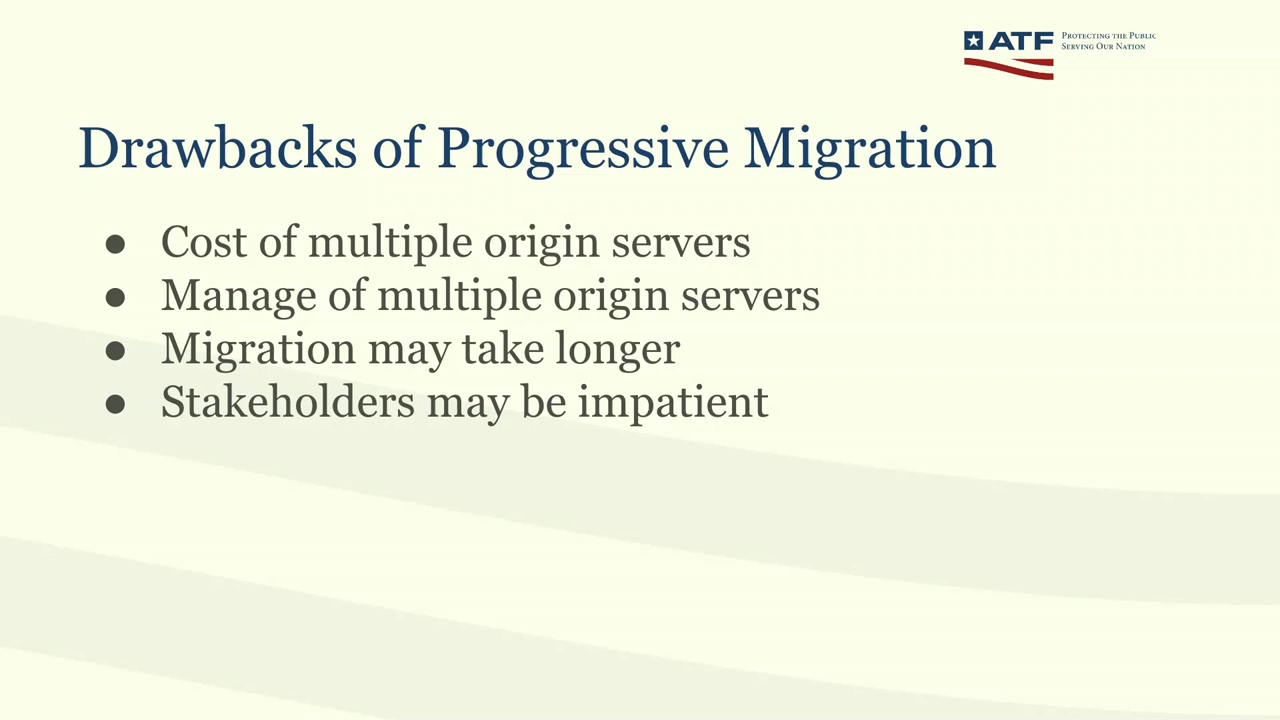 ATF
PROTECTING THE PUBLIC
SERVING OUR NATION
Drawbacks of Progressive Migration
● Cost of multiple origin servers
● Manage of multiple origin servers
● Migration may take longer
● Stakeholders may be impatient